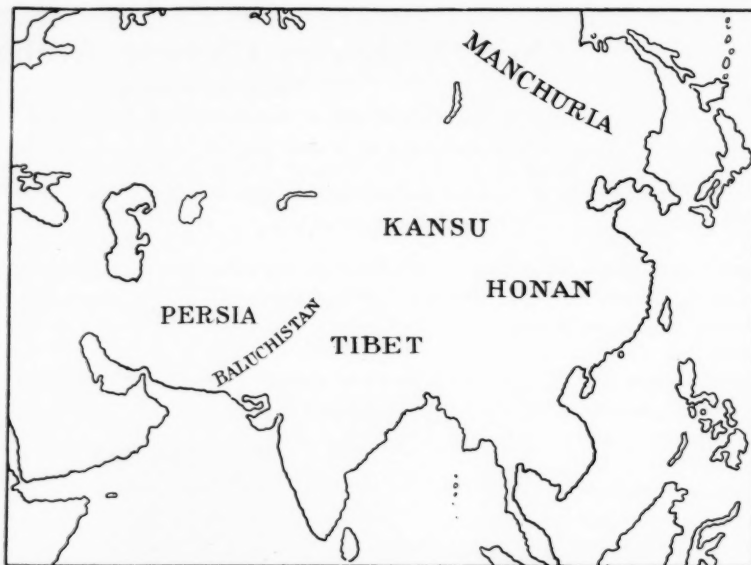 MANCHURIA
KANSU
HONAN
PERSIA
BALUCHISTAN
TIBET